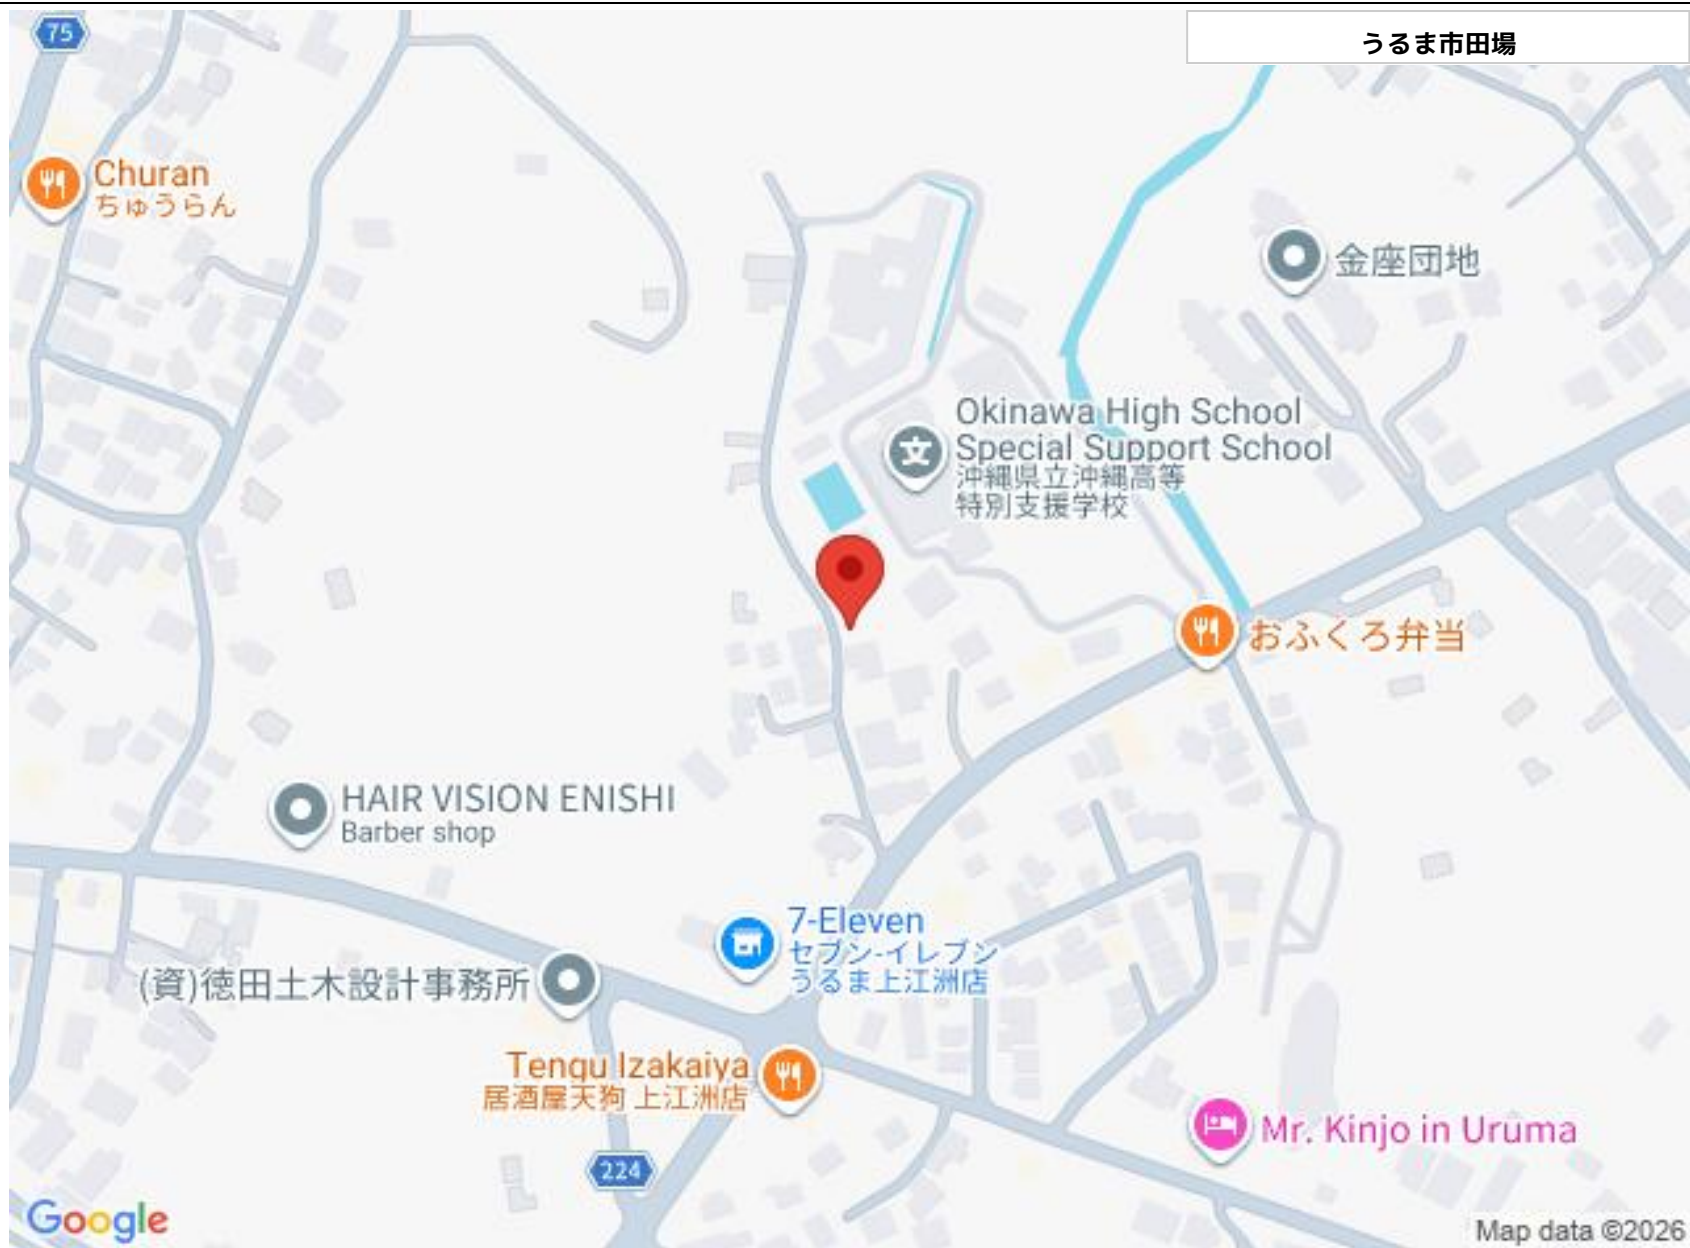 75
うるま市田場
Churan
ちゅうらん
金座団地
Okinawa High School
Special Support School
沖縄県立沖縄高等
特別支援学校
おふくろ弁当
HAIR VISION ENISHI
Barber shop
7-Eleven
セブン-イレブン
うるま上江洲店
(資)徳田土木設計事務所
Tengu Izakaiya
居酒屋天狗 上江洲店
Mr. Kinjo in Uruma
224
Google
Map data ©2026